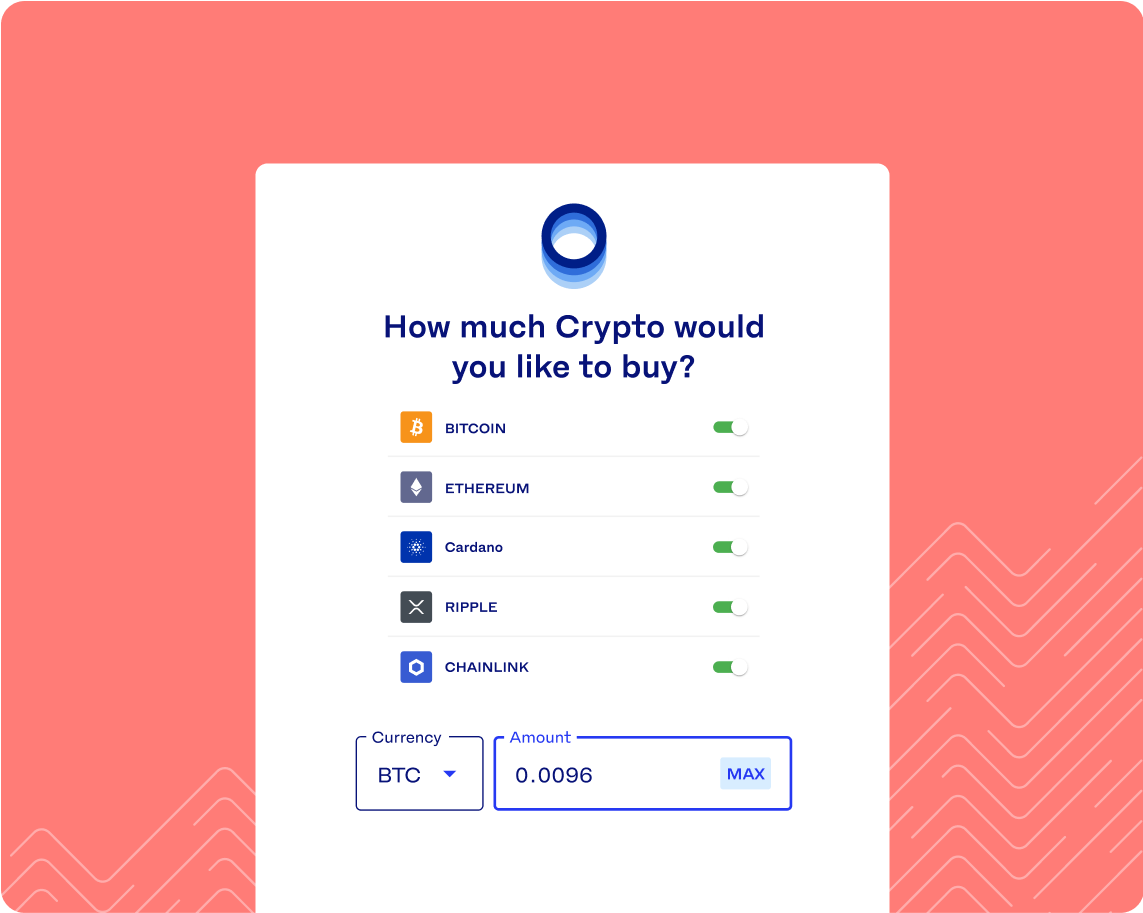 How much Crypto would
you like to buy?
BITCOIN
ETHEREUM
Cardano
RIPPLE
CHAINLINK
Currency
BTC
Amount
0.0096
MAX